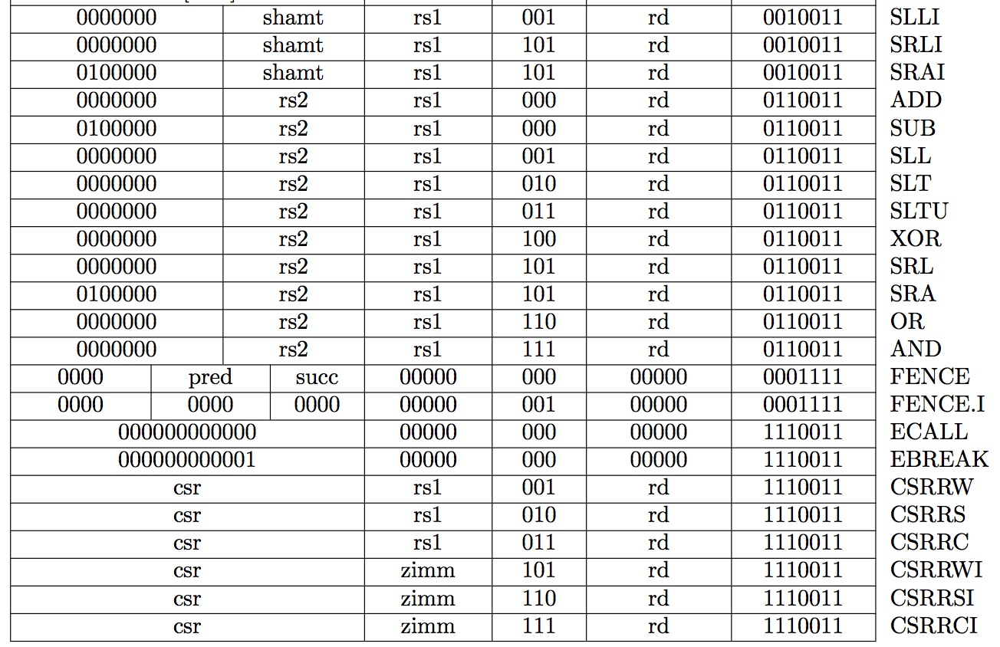 0000000 shamt rs1 001 rd 0010011 SLLI
0000000 shamt rs1 101 rd 0010011 SRLI
0100000 shamt rs1 101 rd 0010011 SRAI
0000000 rs2 rs1 000 rd 0110011 ADD
0100000 rs2 rs1 000 rd 0110011 SUB
0000000 rs2 rs1 001 rd 0110011 SLL
0000000 rs2 rs1 010 rd 0110011 SLT
0000000 rs2 rs1 011 rd 0110011 SLTU
0000000 rs2 rs1 100 rd 0110011 XOR
0000000 rs2 rs1 101 rd 0110011 SRL
0100000 rs2 rs1 101 rd 0110011 SRA
0000000 rs2 rs1 110 rd 0110011 OR
0000000 rs2 rs1 111 rd 0110011 AND
0000 pred succ 00000 000 00000 0001111 FENCE
0000 0000 0000 00000 001 00000 0001111 FENCE.I
000000000000 00000 000 00000 1110011 ECALL
000000000001 00000 000 00000 1110011 EBREAK
csr rs1 001 rd 1110011 CSRRW
csr rs1 010 rd 1110011 CSRRS
csr rs1 011 rd 1110011 CSRRC
csr zimm 101 rd 1110011 CSRRWI
csr zimm 110 rd 1110011 CSRRSI
csr zimm 111 rd 1110011 CSRRCI